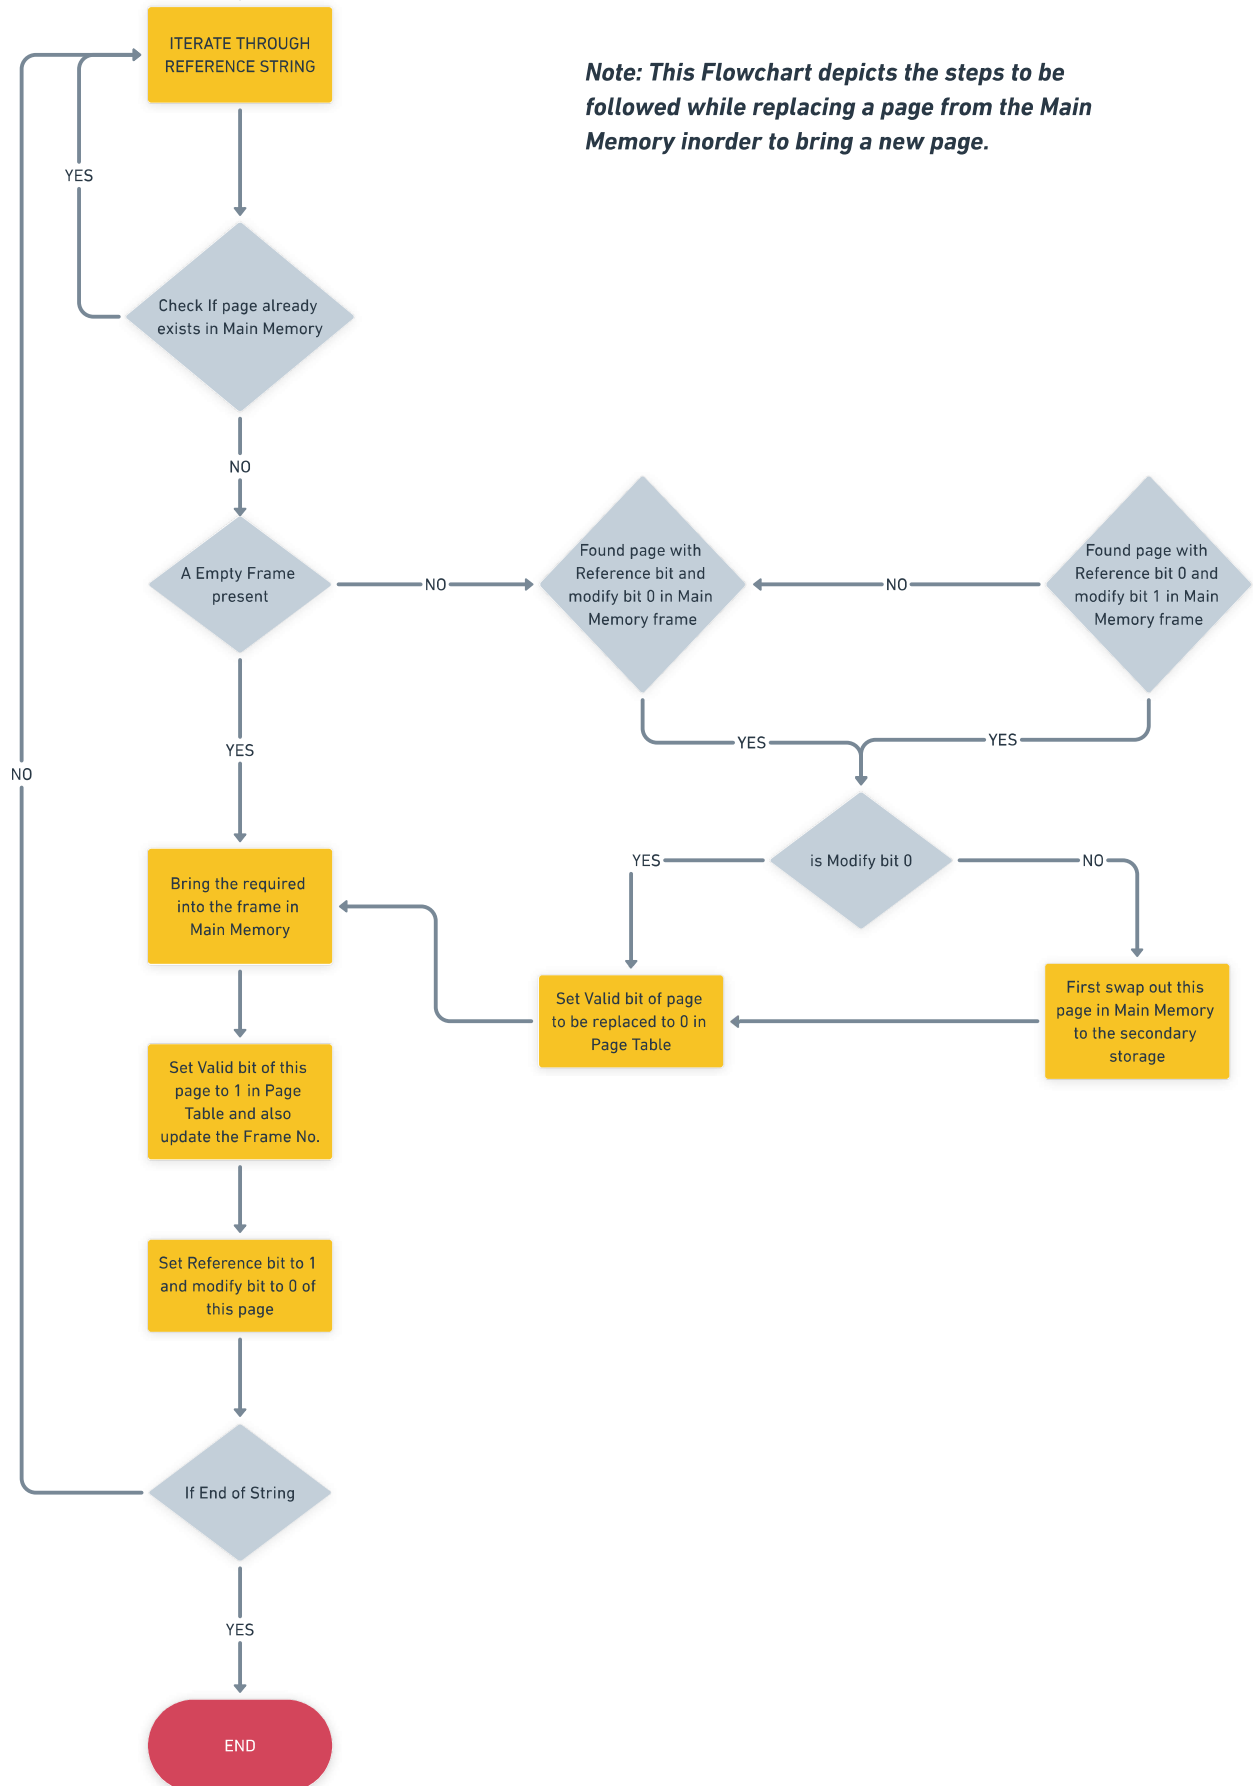 ITERATE THROUGH
REFERENCE STRING
Note: This Flowchart depicts the steps to be
followed while replacing a page from the Main
Memory inorder to bring a new page.
YES
Check If page already
exists in Main Memory
NO
A Empty Frame
present
NO
Found page with
Reference bit and
modify bit 0 in Main
Memory frame
NO
Found page with
Reference bit 0 and
modify bit 1 in Main
Memory frame
YES
YES
YES
NO
is Modify bit 0
YES
NO
Bring the required
into the frame in
Main Memory
Set Valid bit of page
to be replaced to 0 in
Page Table
First swap out this
page in Main Memory
to the secondary
storage
Set Valid bit of this
page to 1 in Page
Table and also
update the Frame No.
Set Reference bit to 1
and modify bit to 0 of
this page
If End of String
YES
END